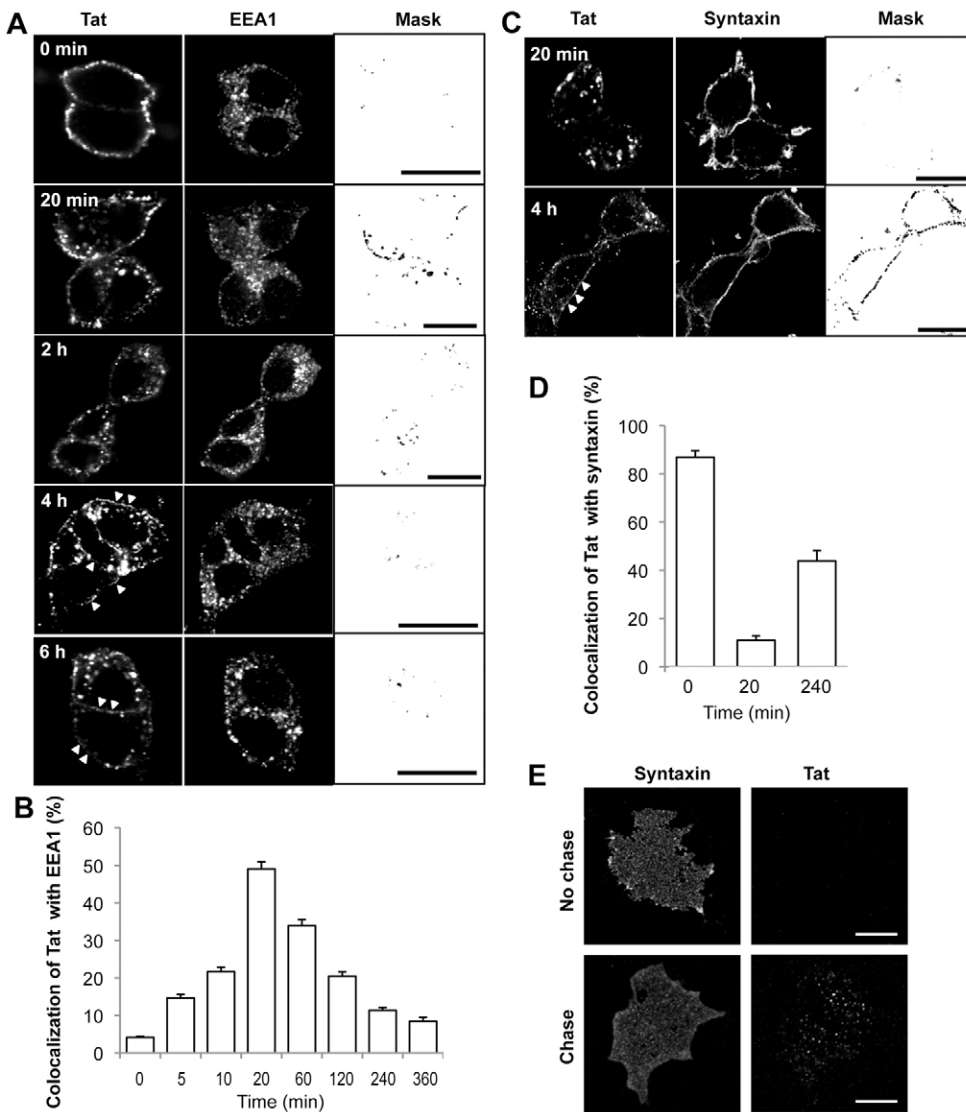 A
Tat EEA1 Mask
0 min
20 min
2 h
4 h
6 h
B
Colocalization of Tat with EEA1 (%)
60
50
40
30
20
10
0
0 5 10 20 60 120 240 360
Time (min)
C
Tat Syntaxin Mask
20 min
4 h
D
Colocalization of Tat with syntaxin (%)
100
80
60
40
20
0
0 20 240
Time (min)
E
Syntaxin Tat
No chase
Chase